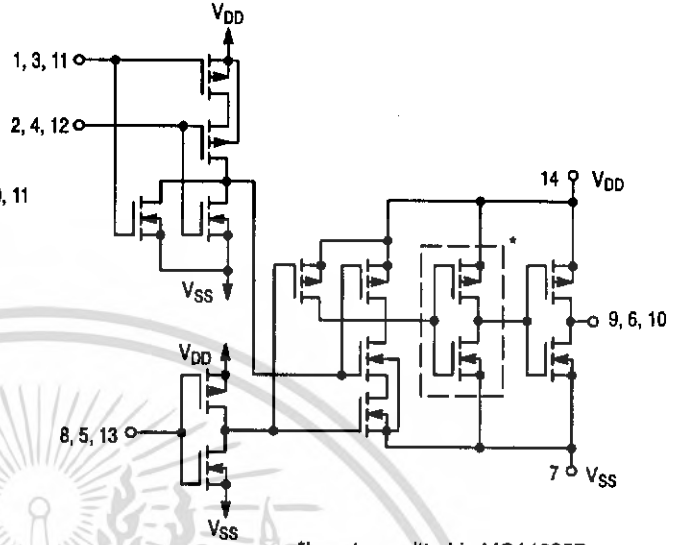 VDD
1, 3, 11
2, 4, 12
, 11
VSS
14 VDD
*
9, 6, 10
VDD
8, 5, 13
7 VSS
VSS